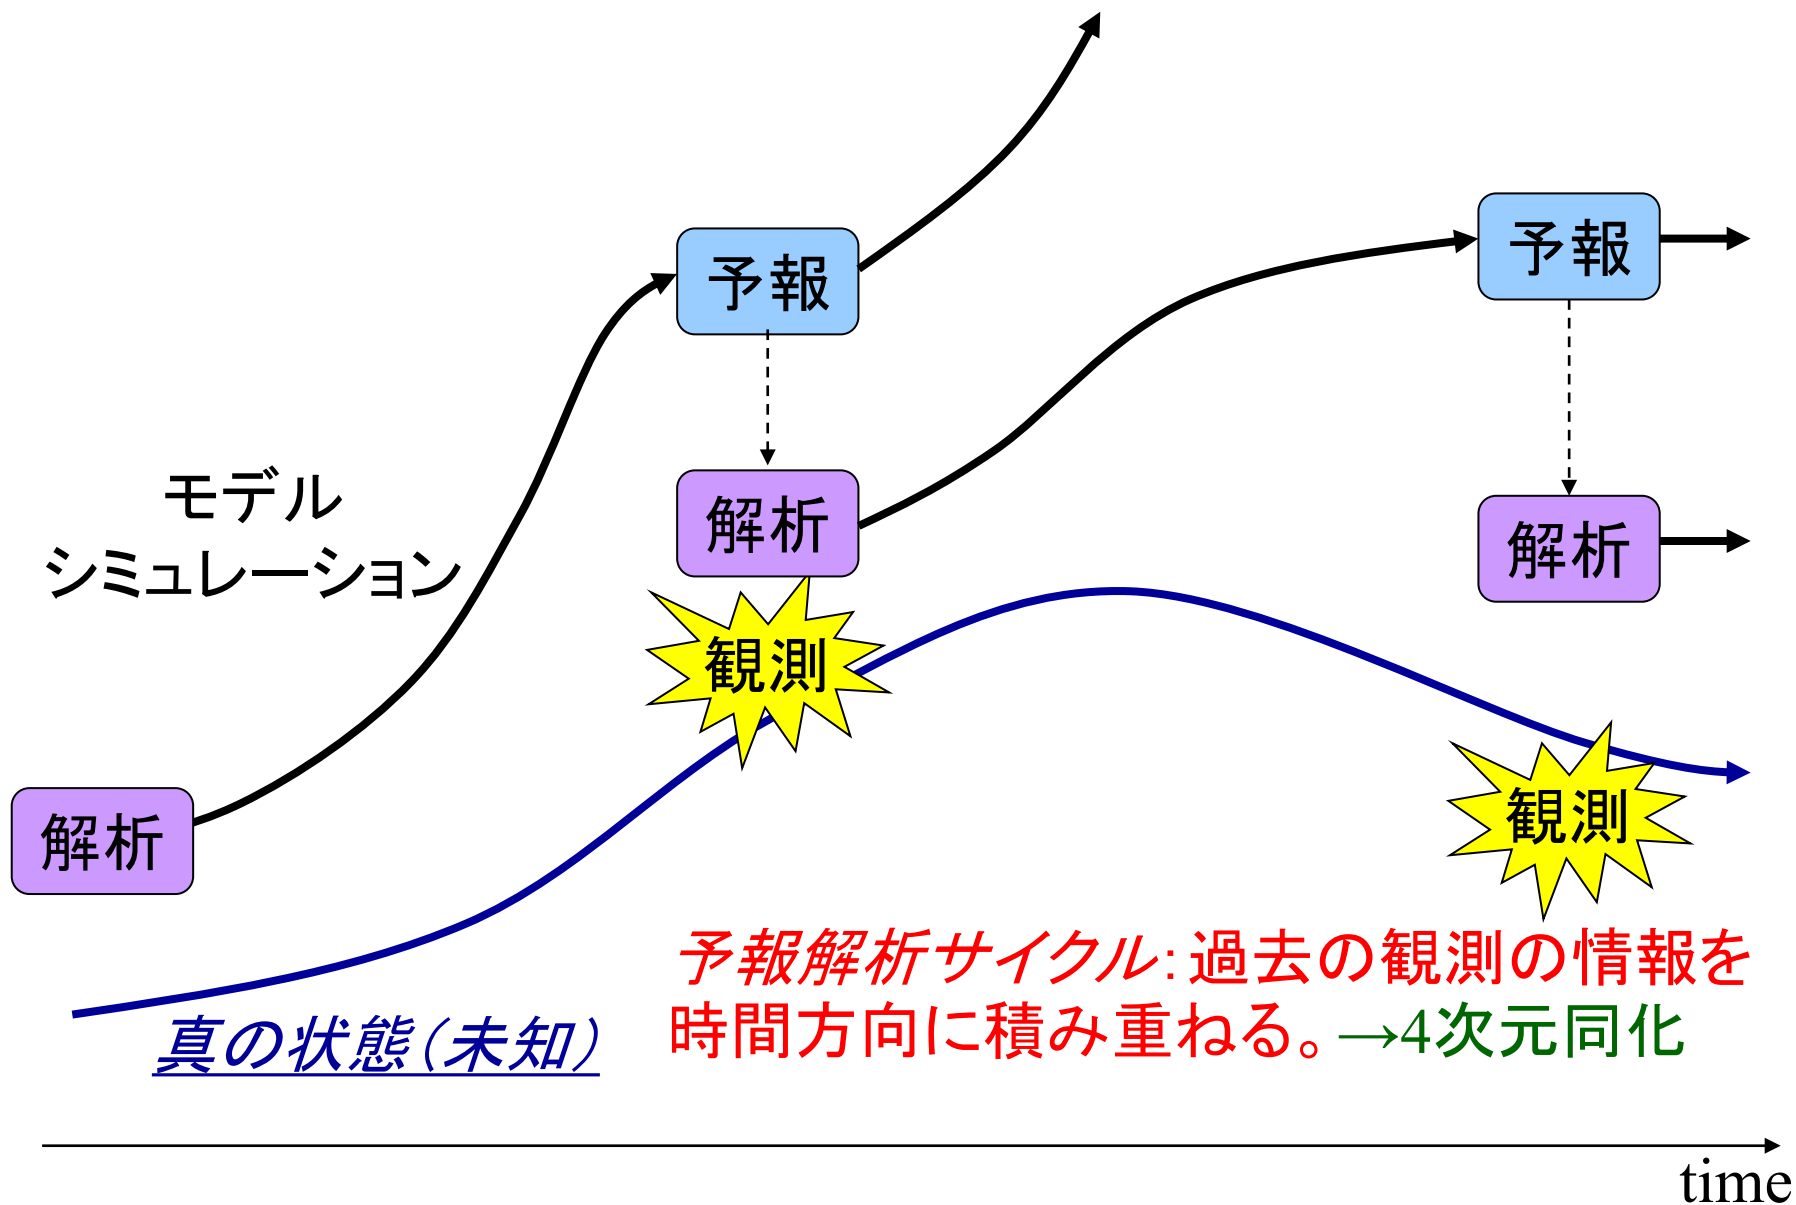 予報
予報
解析
解析
モデル
シミュレーション
観測
観測
解析
予報解析サイクル：過去の観測の情報を
時間方向に積み重ねる。→4次元同化
真の状態（未知）
time